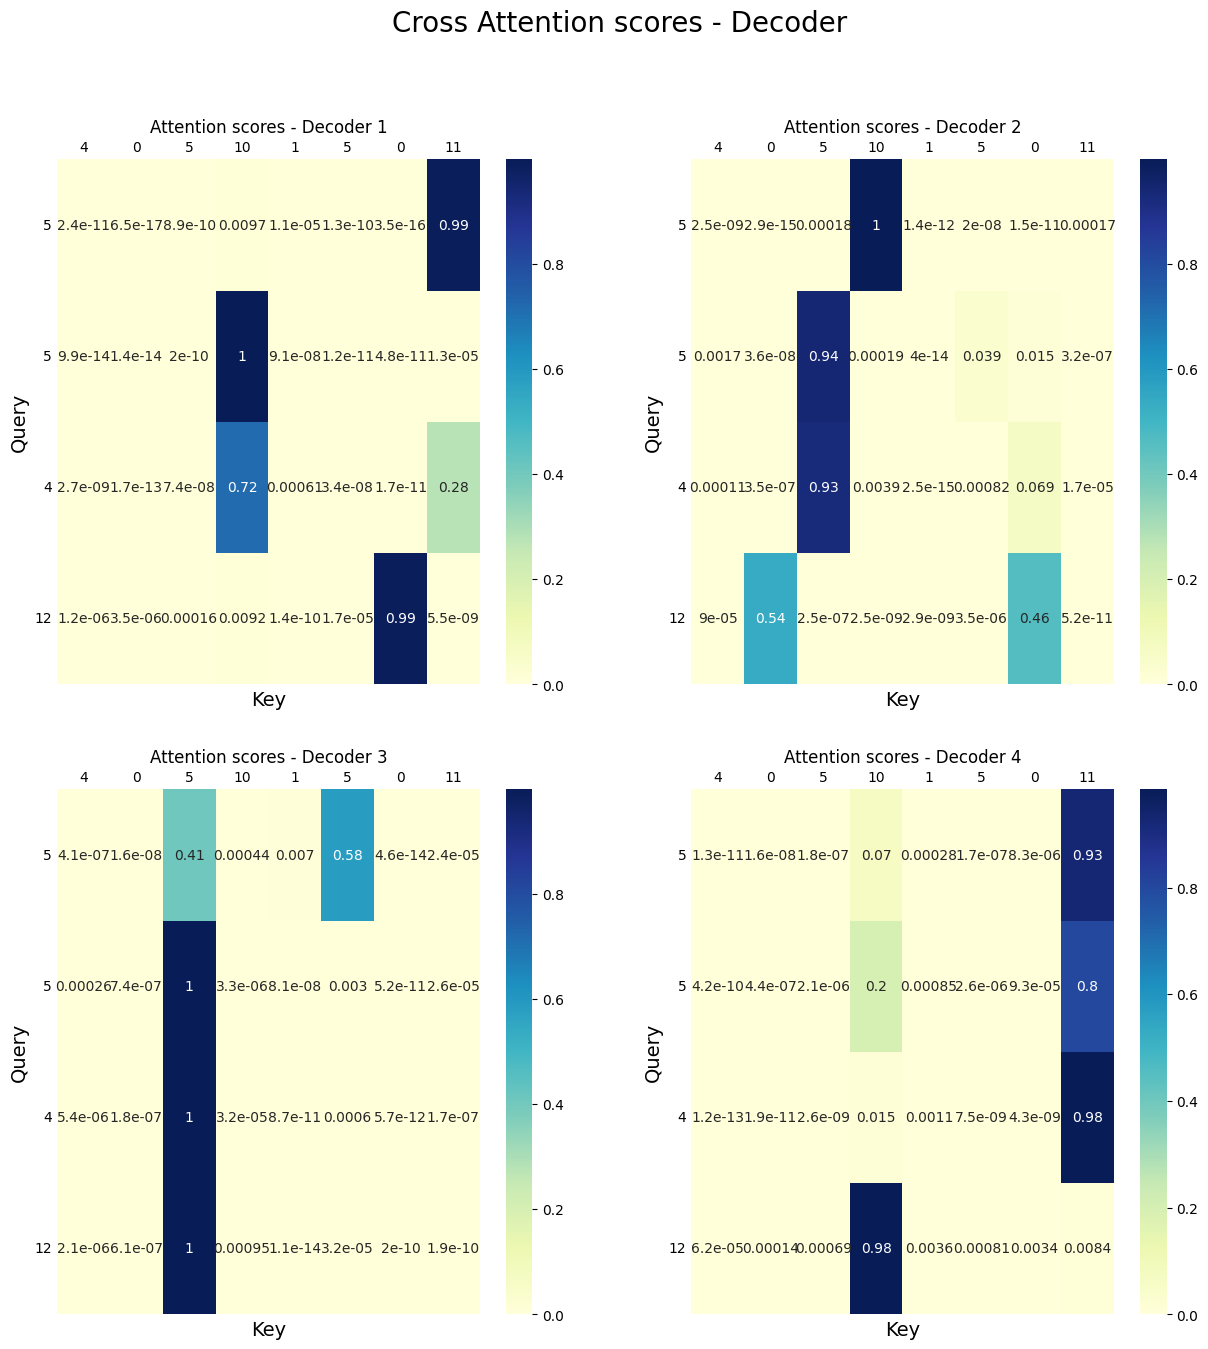 Cross Attention scores - Decoder
Attention scores - Decoder 1
4 0 5 10 1 5 0 11
5 2.4e-11 6.5e-17 8.9e-10 0.0097 1.1e-05 1.3e-10 3.5e-16 0.99
5 9.9e-14 1.4e-14 2e-10 1 9.1e-08 1.2e-11 4.8e-11 1.3e-05
4 2.7e-09 1.7e-13 7.4e-08 0.72 0.00061 3.4e-08 1.7e-11 0.28
12 1.2e-06 3.5e-06 0.00016 0.0092 1.4e-10 1.7e-05 0.99 5.5e-09
Query
Key
0.8
0.6
0.4
0.2
0.0
Attention scores - Decoder 2
4 0 5 10 1 5 0 11
5 2.5e-09 2.9e-15 0.00018 1 1.4e-12 2e-08 1.5e-11 0.00017
5 0.0017 3.6e-08 0.94 0.00019 4e-14 0.039 0.015 3.2e-07
4 0.00011 3.5e-07 0.93 0.0039 2.5e-15 0.00082 0.069 1.7e-05
12 9e-05 0.54 2.5e-07 2.5e-09 2.9e-09 3.5e-06 0.46 5.2e-11
Query
Key
0.8
0.6
0.4
0.2
0.0
Attention scores - Decoder 3
4 0 5 10 1 5 0 11
5 4.1e-07 1.6e-08 0.41 0.00044 0.007 0.58 4.6e-14 2.4e-05
5 0.00026 7.4e-07 1 3.3e-06 8.1e-08 0.003 5.2e-11 2.6e-05
4 5.4e-06 1.8e-07 1 3.2e-05 8.7e-11 0.0006 5.7e-12 1.7e-07
12 2.1e-06 6.1e-07 1 0.00095 1.1e-14 3.2e-05 2e-10 1.9e-10
Query
Key
0.8
0.6
0.4
0.2
0.0
Attention scores - Decoder 4
4 0 5 10 1 5 0 11
5 1.3e-11 1.6e-08 1.8e-07 0.07 0.00028 1.7e-07 8.3e-06 0.93
5 4.2e-10 4.4e-07 2.1e-06 0.2 0.00085 2.6e-06 9.3e-05 0.8
4 1.2e-13 1.9e-11 2.6e-09 0.015 0.0011 7.5e-09 4.3e-09 0.98
12 6.2e-05 0.00014 0.00069 0.98 0.0036 0.00081 0.0034 0.0084
Query
Key
0.8
0.6
0.4
0.2
0.0